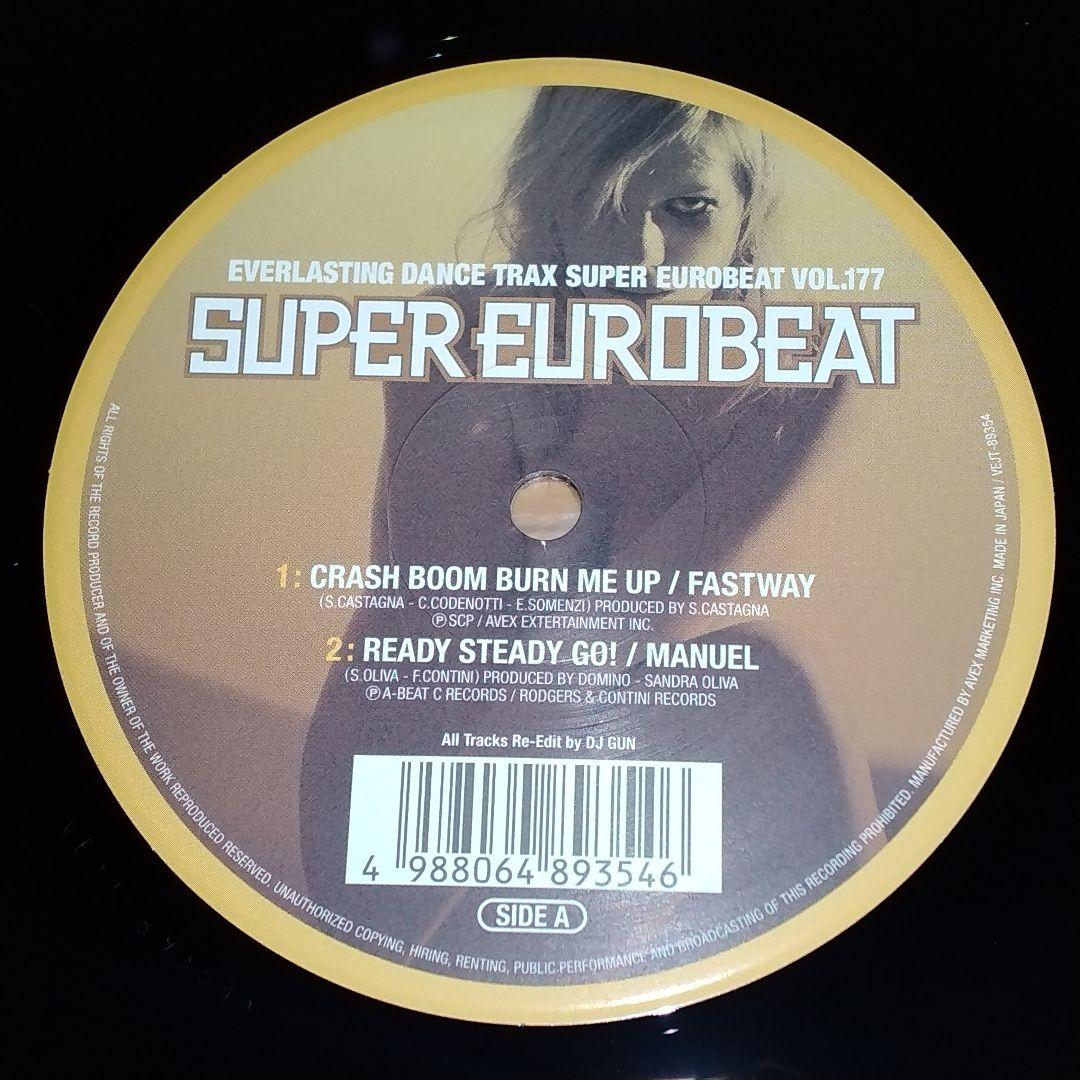 EVERLASTING DANCE TRAX SUPER EUROBEAT VOL.177
SUPER EUROBEAT
1: CRASH BOOM BURN ME UP / FASTWAY
(S.CASTAGNA - C.CODENOTTI - E.SOMENZI) PRODUCED BY S.CASTAGNA
Ⓟ SCP / AVEX EXTERTAINMENT INC.
2: READY STEADY GO! / MANUEL
(S.OLIVA - F.CONTINI) PRODUCED BY DOMINO - SANDRA OLIVA
Ⓟ A-BEAT C RECORDS / RODGERS & CONTINI RECORDS
All Tracks Re-Edit by DJ GUN
4 988064 893546
SIDE A
ALL RIGHTS OF THE RECORD PRODUCER AND OF THE OWNER OF THE WORK REPRODUCED RESERVED. UNAUTHORIZED COPYING, HIRING, RENTING, PUBLIC PERFORMANCE AND BROADCASTING OF THIS RECORDING PROHIBITED. MANUFACTURED BY AVEX MARKETING INC. MADE IN JAPAN / VEJT-89354